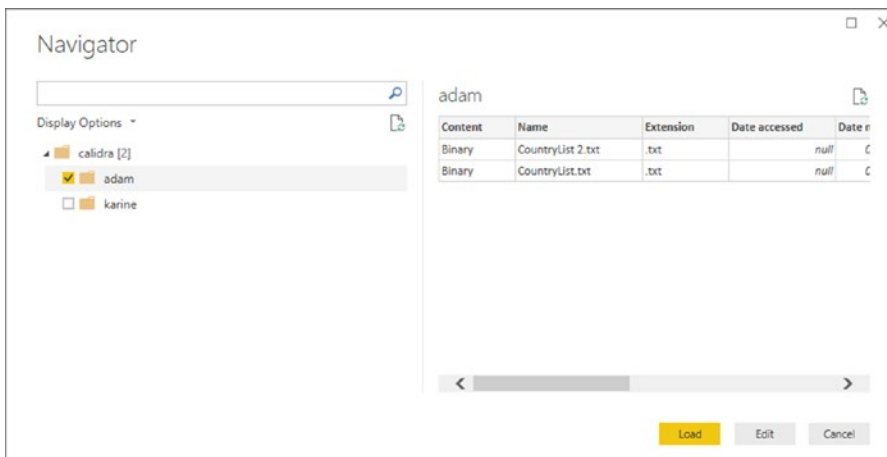 Navigator
Display Options
calidra [2]
adam
karine
adam
Content Name Extension Date accessed Date
Binary CountryList 2.txt .txt null
Binary CountryList.txt .txt null
Load Edit Cancel